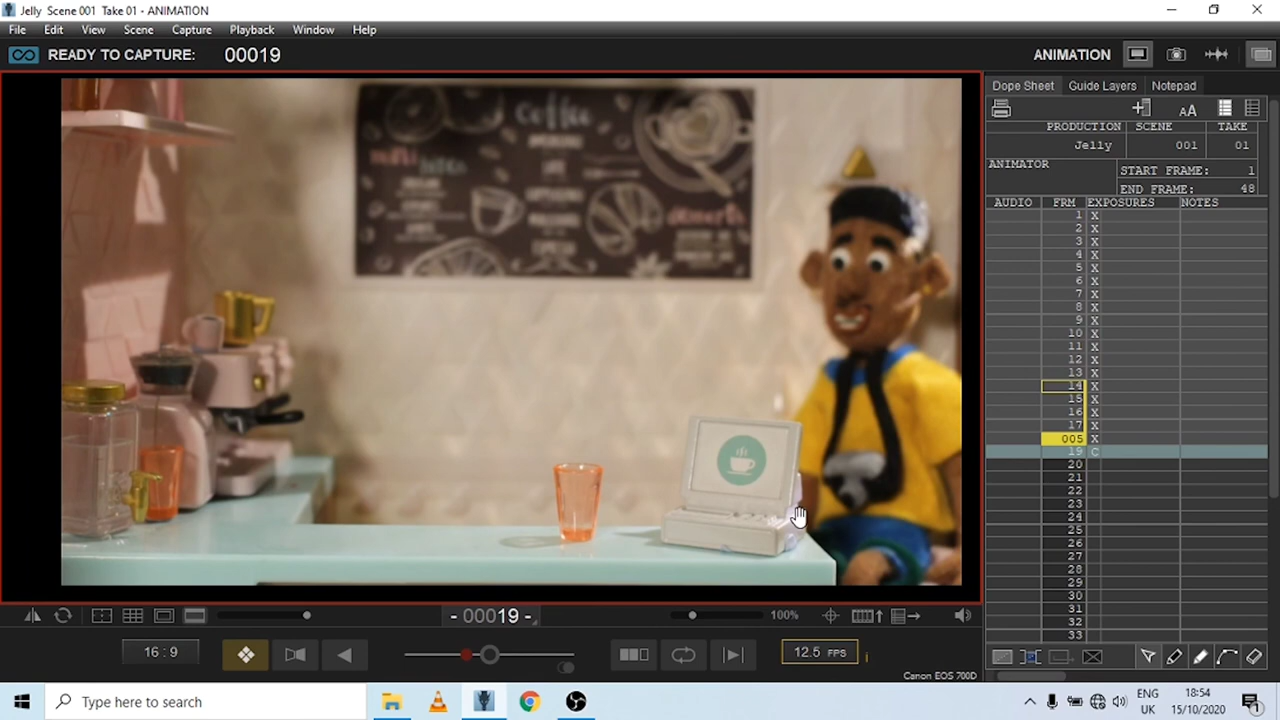 Jelly Scene 001 Take 01 - ANIMATION
File Edit View Scene Capture Playback Window Help
READY TO CAPTURE: 00019
ANIMATION
Dope Sheet Guide Layers Notepad
AA
PRODUCTION SCENE TAKE
Jelly 001 01
ANIMATOR
START FRAME: 1
END FRAME: 48
AUDIO FRM EXPOSURES NOTES
1 X
2 X
3 X
4 X
5 X
6 X
7 X
8 X
9 X
10 X
11 X
12 X
13 X
14 X
15 X
16 X
17 X
005 X
19 C
20
21
22
23
24
25
26
27
28
29
30
31
32
33
Coffee
desserts
- 00019 -
100%
16 : 9
12.5 FPS
Canon EOS 700D
Type here to search
ENG
UK
18:54
15/10/2020
1